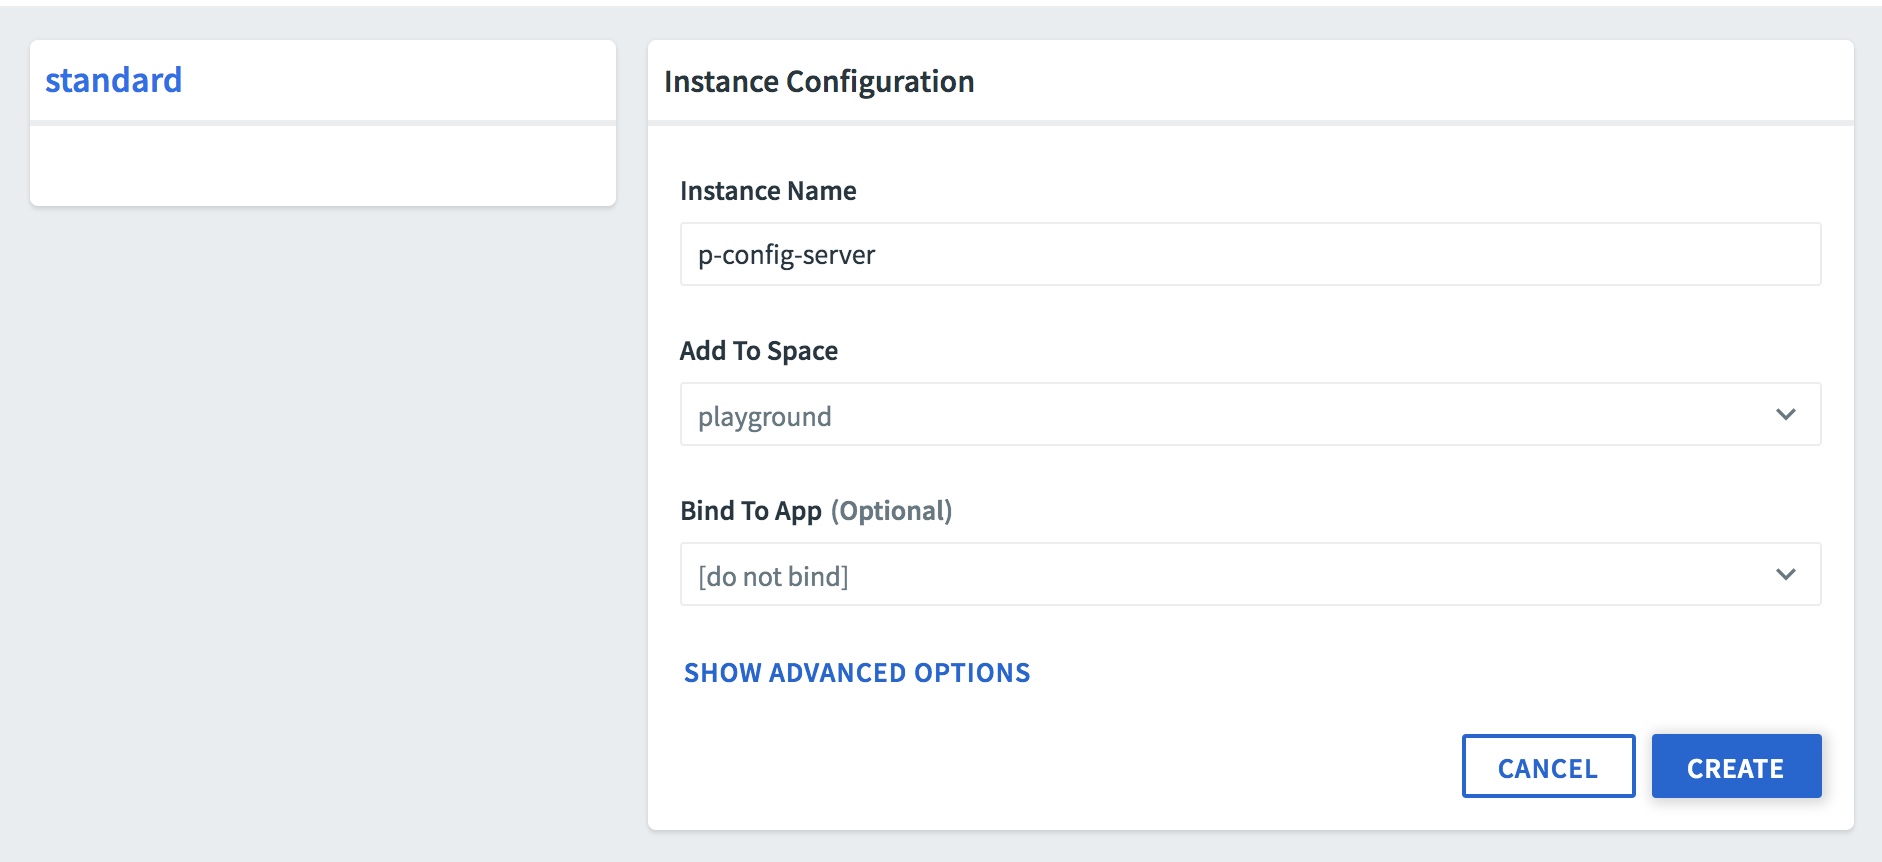 standard
Instance Configuration
Instance Name
p-config-server
Add To Space
playground
Bind To App (Optional)
[do not bind]
SHOW ADVANCED OPTIONS
CANCEL
CREATE